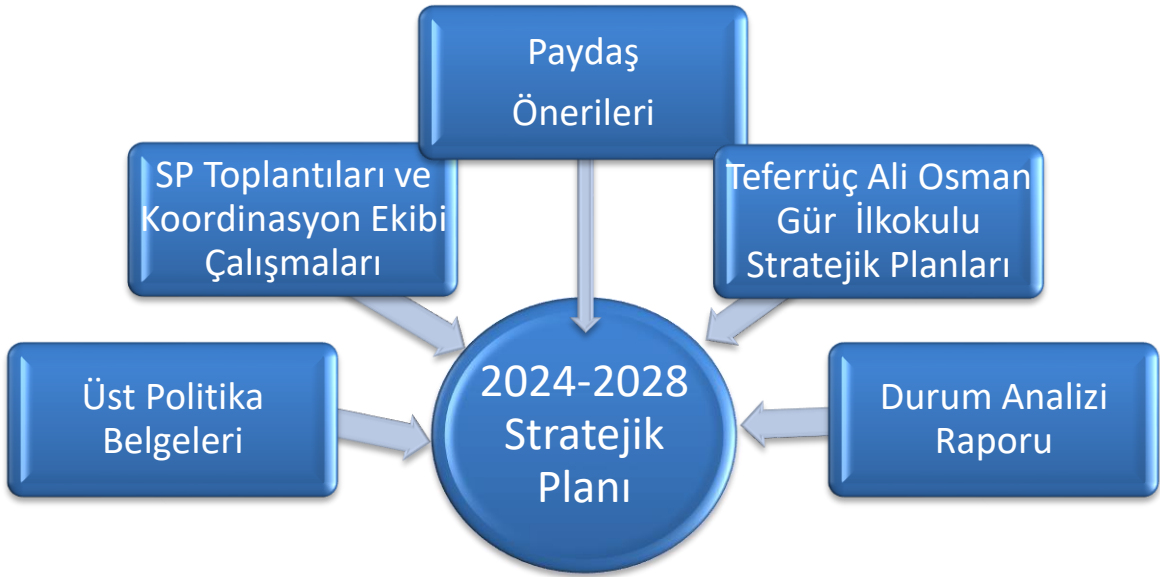 Paydaş
Önerileri
SP Toplantıları ve
Koordinasyon Ekibi
Çalışmaları
Teferrüç Ali Osman
Gür İlkokulu
Stratejik Planları
Üst Politika
Belgeleri
2024-2028
Stratejik
Planı
Durum Analizi
Raporu